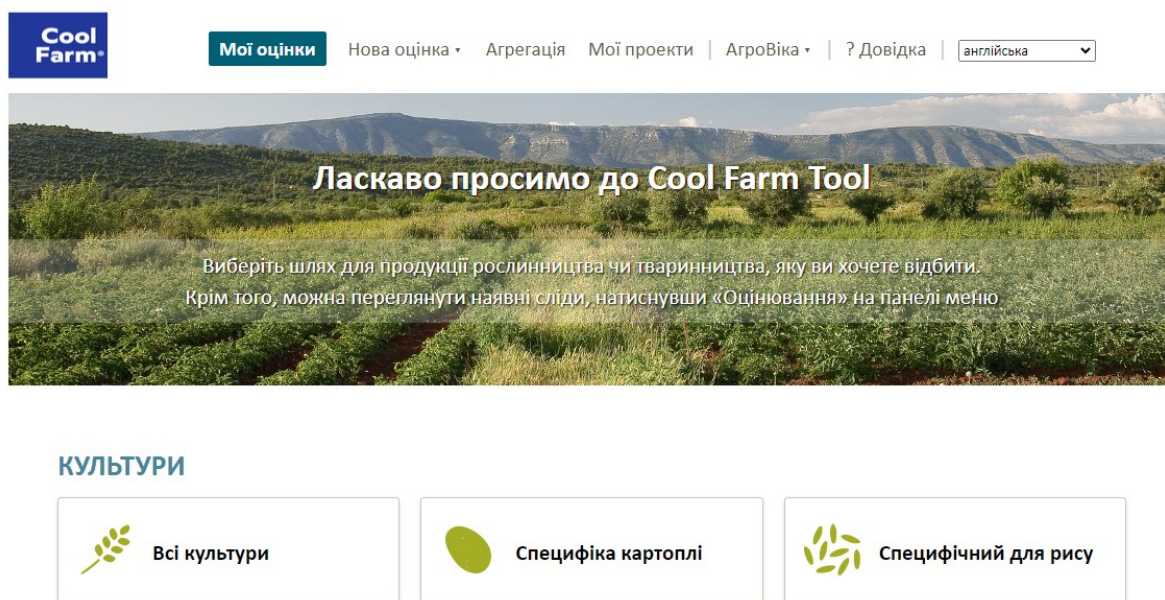 Cool
Farm®
Мої оцінки Нова оцінка Агрегація Мої проекти | АгроВіка | ? Довідка | англійська
Ласкаво просимо до Cool Farm Tool
Виберіть шлях для продукції рослинництва чи тваринництва, яку ви хочете відбити.
Крім того, можна переглянути наявні сліди, натиснувши «Оцінювання» на панелі меню
КУЛЬТУРИ
Всі культури Специфіка картоплі Специфічний для рису